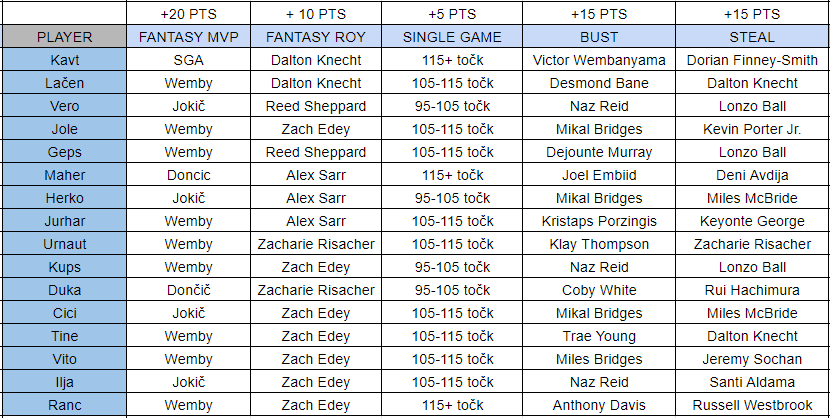 +20 PTS + 10 PTS +5 PTS +15 PTS +15 PTS
PLAYER FANTASY MVP FANTASY ROY SINGLE GAME BUST STEAL
Kavt SGA Dalton Knecht 115+ točk Victor Wembanyama Dorian Finney-Smith
Lačen Wemby Dalton Knecht 105-115 točk Desmond Bane Dalton Knecht
Vero Jokič Reed Sheppard 95-105 točk Naz Reid Lonzo Ball
Jole Wemby Zach Edey 105-115 točk Mikal Bridges Kevin Porter Jr.
Geps Wemby Reed Sheppard 105-115 točk Dejounte Murray Lonzo Ball
Maher Doncic Alex Sarr 115+ točk Joel Embiid Deni Avdija
Herko Jokič Alex Sarr 95-105 točk Mikal Bridges Miles McBride
Jurhar Wemby Alex Sarr 105-115 točk Kristaps Porzingis Keyonte George
Urnaut Wemby Zacharie Risacher 105-115 točk Klay Thompson Zacharie Risacher
Kups Wemby Zach Edey 95-105 točk Naz Reid Lonzo Ball
Duka Dončič Zacharie Risacher 95-105 točk Coby White Rui Hachimura
Cici Jokič Zach Edey 105-115 točk Mikal Bridges Miles McBride
Tine Wemby Zach Edey 105-115 točk Trae Young Dalton Knecht
Vito Wemby Zach Edey 105-115 točk Miles Bridges Jeremy Sochan
Ilja Jokič Zach Edey 105-115 točk Naz Reid Santi Aldama
Ranc Wemby Zach Edey 115+ točk Anthony Davis Russell Westbrook